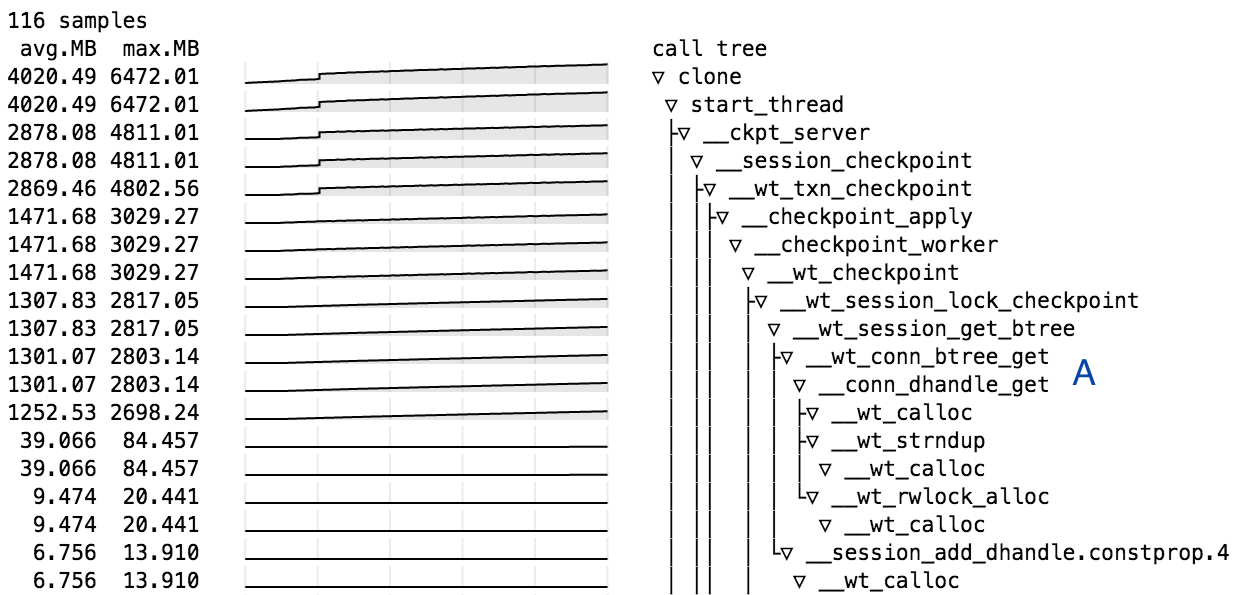 116 samples
avg.MB max.MB call tree
4020.49 6472.01 ▽ clone
4020.49 6472.01 ▽ start_thread
2878.08 4811.01 ▽ __ckpt_server
2878.08 4811.01 ▽ __session_checkpoint
2869.46 4802.56 ▽ __wt_txn_checkpoint
1471.68 3029.27 ▽ __checkpoint_apply
1471.68 3029.27 ▽ __checkpoint_worker
1471.68 3029.27 ▽ __wt_checkpoint
1307.83 2817.05 ▽ __wt_session_lock_checkpoint
1307.83 2817.05 ▽ __wt_session_get_btree
1301.07 2803.14 ▽ __wt_conn_btree_get
A
1301.07 2803.14 ▽ __conn_dhandle_get
1252.53 2698.24 ▽ __wt_calloc
39.066 84.457 ▽ __wt_strndup
39.066 84.457 ▽ __wt_calloc
9.474 20.441 ▽ __wt_rwlock_alloc
9.474 20.441 ▽ __wt_calloc
6.756 13.910 ▽ __session_add_dhandle.constprop.4
6.756 13.910 ▽ __wt_calloc